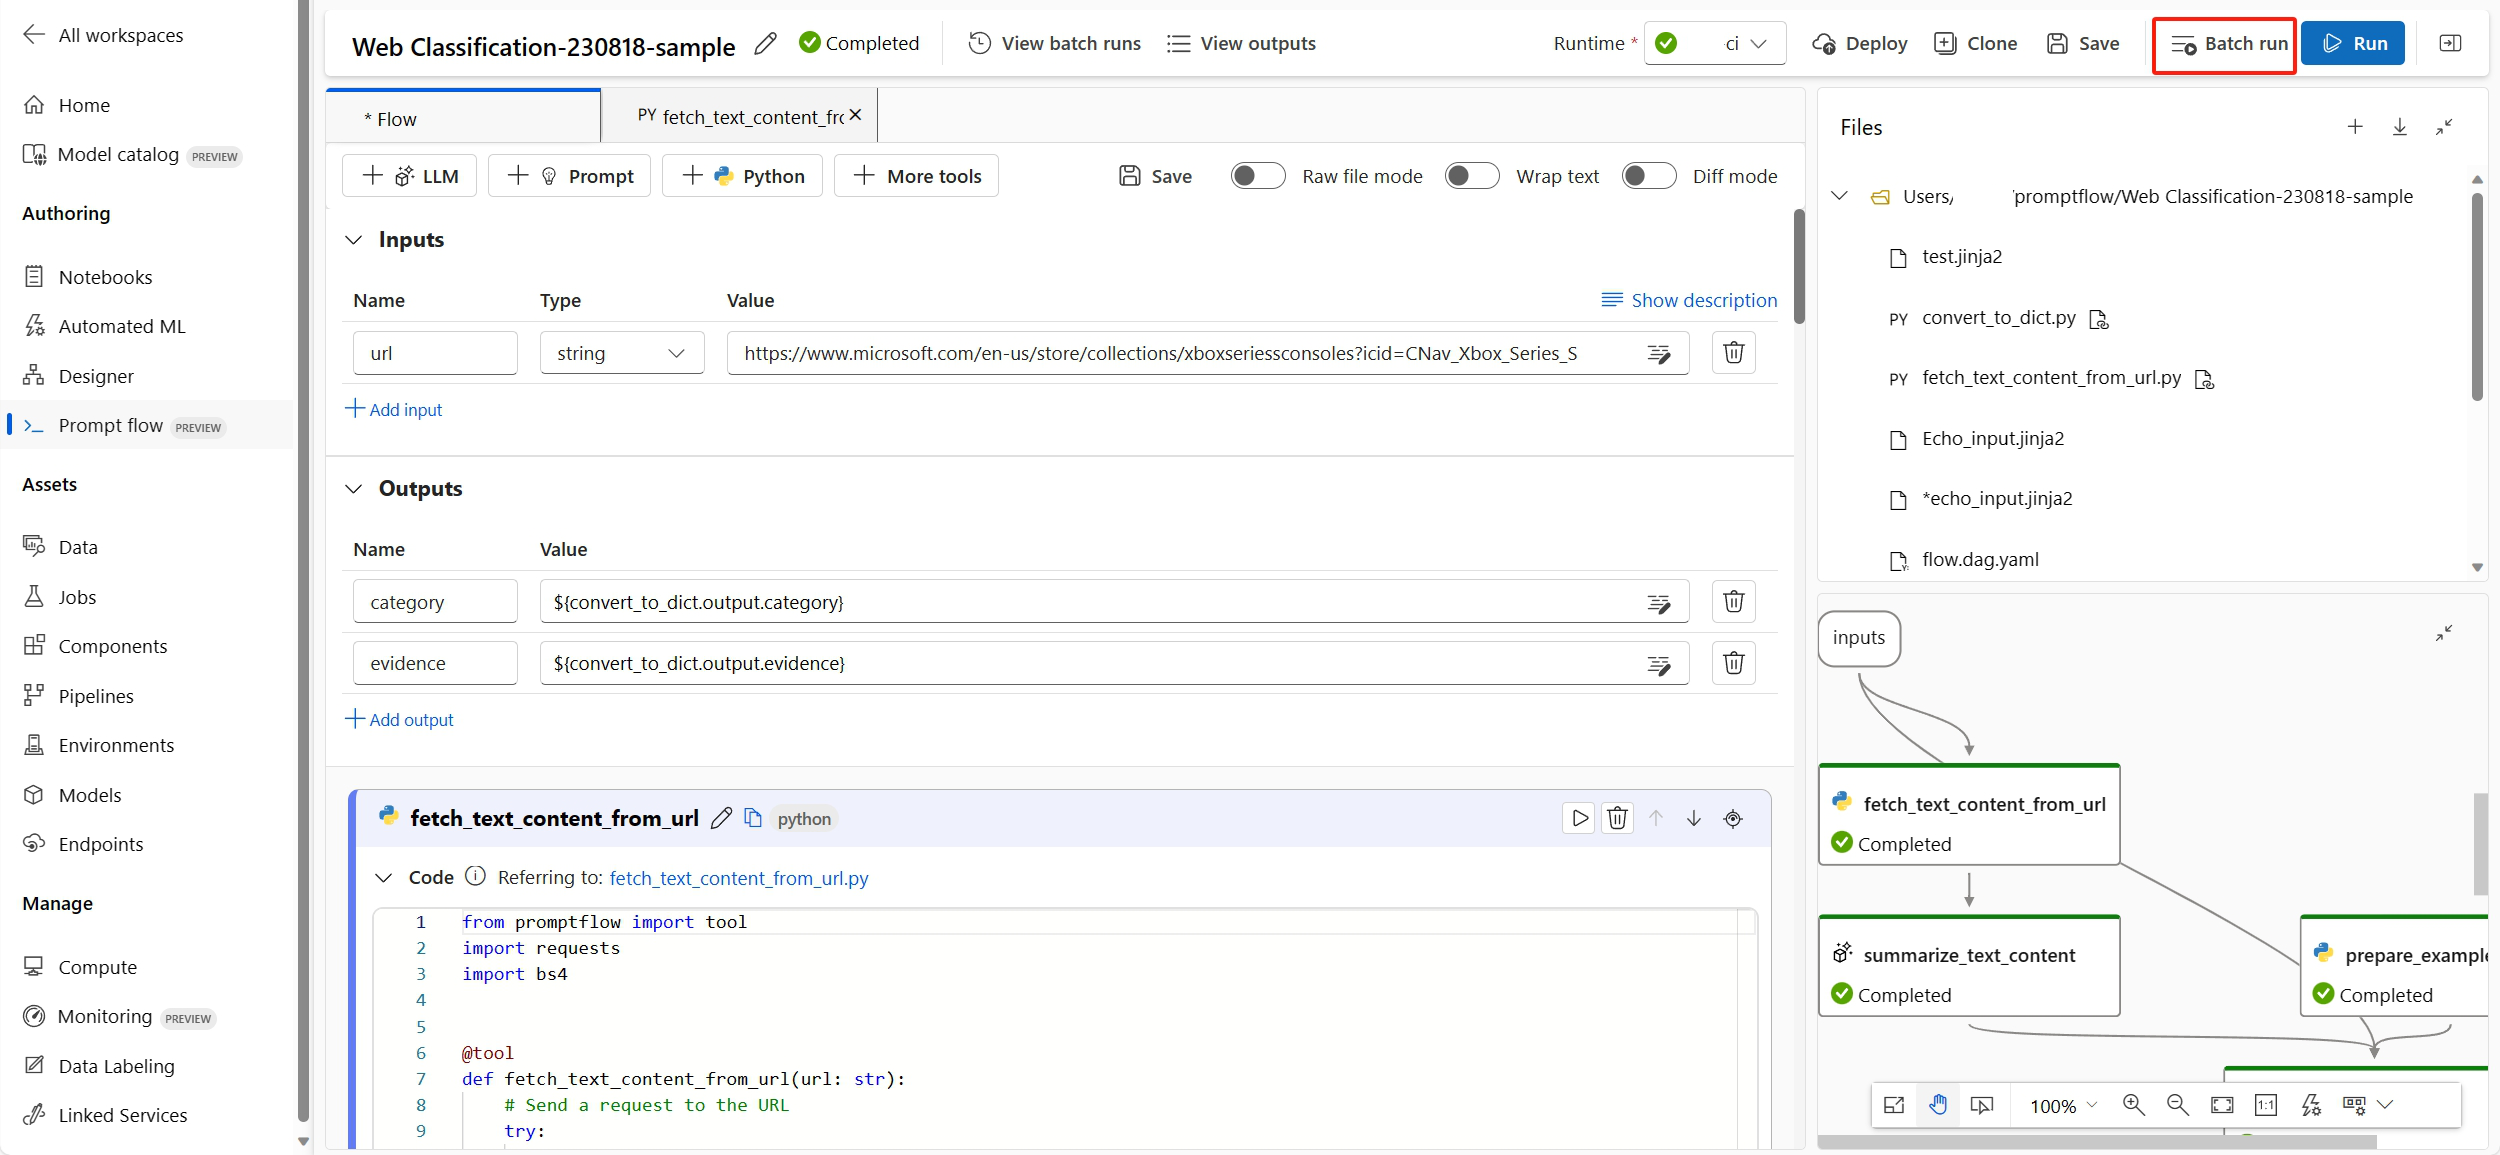 All workspaces
Home
Model catalog PREVIEW
Authoring
Notebooks
Automated ML
Designer
Prompt flow PREVIEW
Assets
Data
Jobs
Components
Pipelines
Environments
Models
Endpoints
Manage
Compute
Monitoring PREVIEW
Data Labeling
Linked Services
Web Classification-230818-sample Completed View batch runs View outputs Runtime * ci Deploy Clone Save Batch run Run
* Flow PY fetch_text_content_frc
LLM Prompt Python More tools Save Raw file mode Wrap text Diff mode
Inputs
Name Type Value Show description
url string https://www.microsoft.com/en-us/store/collections/xboxseriessconsoles?icid=CNav_Xbox_Series_S
Add input
Outputs
Name Value
category ${convert_to_dict.output.category}
evidence ${convert_to_dict.output.evidence}
Add output
fetch_text_content_from_url python
Code Referring to: fetch_text_content_from_url.py
1 from promptflow import tool
2 import requests
3 import bs4
4
5
6 @tool
7 def fetch_text_content_from_url(url: str):
8 # Send a request to the URL
9 try:
Files
Users/ /promptflow/Web Classification-230818-sample
test.jinja2
PY convert_to_dict.py
PY fetch_text_content_from_url.py
Echo_input.jinja2
*echo_input.jinja2
flow.dag.yaml
inputs
fetch_text_content_from_url
Completed
summarize_text_content
Completed
prepare_example
Completed
100% 1:1